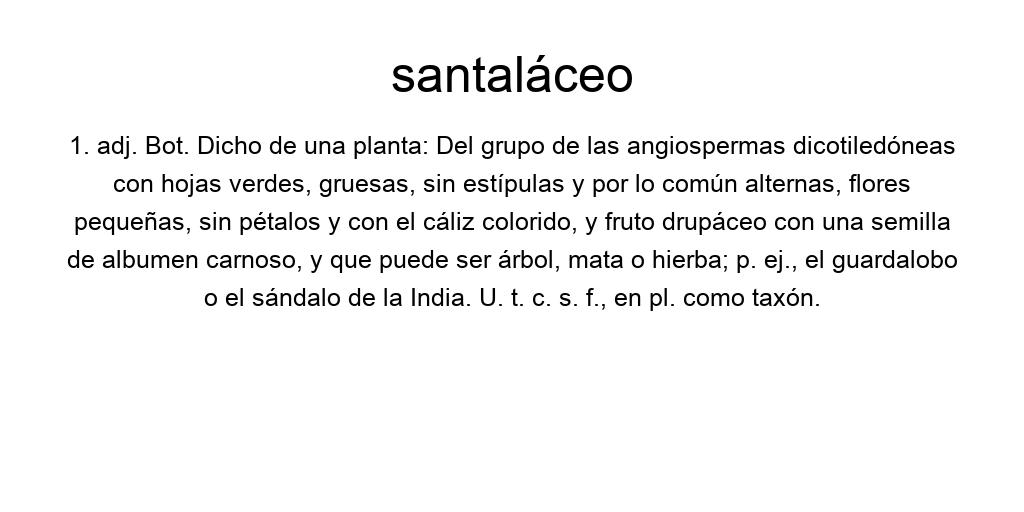 santaláceo
1. adj. Bot. Dicho de una planta: Del grupo de las angiospermas dicotiledóneas
con hojas verdes, gruesas, sin estípulas y por lo común alternas, flores
pequeñas, sin pétalos y con el cáliz colorido, y fruto drupáceo con una semilla
de albumen carnoso, y que puede ser árbol, mata o hierba; p. ej., el guardalobo
o el sándalo de la India. U. t. c. s. f., en pl. como taxón.